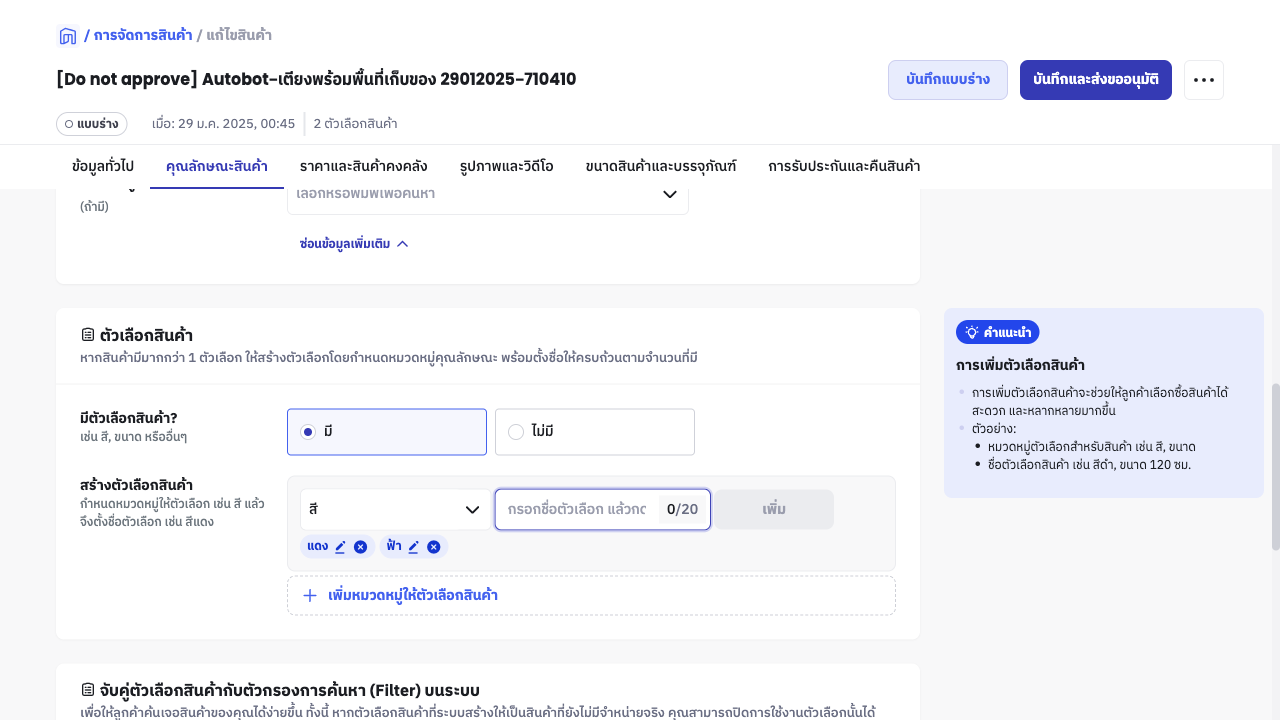 / การจัดการสินค้า / แก้ไขสินค้า
[Do not approve] Autobot-เตียงพร้อมพื้นที่เก็บของ 29012025-710410
บันทึกแบบร่าง
บันทึกและส่งขออนุมัติ
แบบร่าง
เมื่อ: 29 ม.ค. 2025, 00:45
2 ตัวเลือกสินค้า
ข้อมูลทั่วไป
คุณลักษณะสินค้า
ราคาและสินค้าคงคลัง
รูปภาพและวิดีโอ
ขนาดสินค้าและบรรจุภัณฑ์
การรับประกันและคืนสินค้า
(ถ้ามี)
เลือกหรือพิมพ์เพื่อค้นหา
ซ่อนข้อมูลเพิ่มเติม
ตัวเลือกสินค้า
หากสินค้ามีมากกว่า 1 ตัวเลือก ให้สร้างตัวเลือกโดยกำหนดหมวดหมู่คุณลักษณะ พร้อมตั้งชื่อให้ครบถ้วนตามจำนวนที่มี
มีตัวเลือกสินค้า?
เช่น สี, ขนาด หรืออื่นๆ
มี
ไม่มี
สร้างตัวเลือกสินค้า
กำหนดหมวดหมู่ให้ตัวเลือก เช่น สี แล้ว
จึงตั้งชื่อตัวเลือก เช่น สีแดง
สี
กรอกชื่อตัวเลือก แล้วกด
0/20
เพิ่ม
แดง
ฟ้า
เพิ่มหมวดหมู่ให้ตัวเลือกสินค้า
คำแนะนำ
การเพิ่มตัวเลือกสินค้า
การเพิ่มตัวเลือกสินค้าจะช่วยให้ลูกค้าเลือกซื้อสินค้าได้
สะดวก และหลากหลายมากขึ้น
ตัวอย่าง:
หมวดหมู่ตัวเลือกสำหรับสินค้า เช่น สี, ขนาด
ชื่อตัวเลือกสินค้า เช่น สีดำ, ขนาด 120 ซม.
จับคู่ตัวเลือกสินค้ากับตัวกรองการค้นหา (Filter) บนระบบ
เพื่อให้ลูกค้าค้นเจอสินค้าของคุณได้ง่ายขึ้น ทั้งนี้ หากตัวเลือกสินค้าที่ระบบสร้างให้เป็นสินค้าที่ยังไม่มีจำหน่ายจริง คุณสามารถปิดการใช้งานตัวเลือกนั้นได้